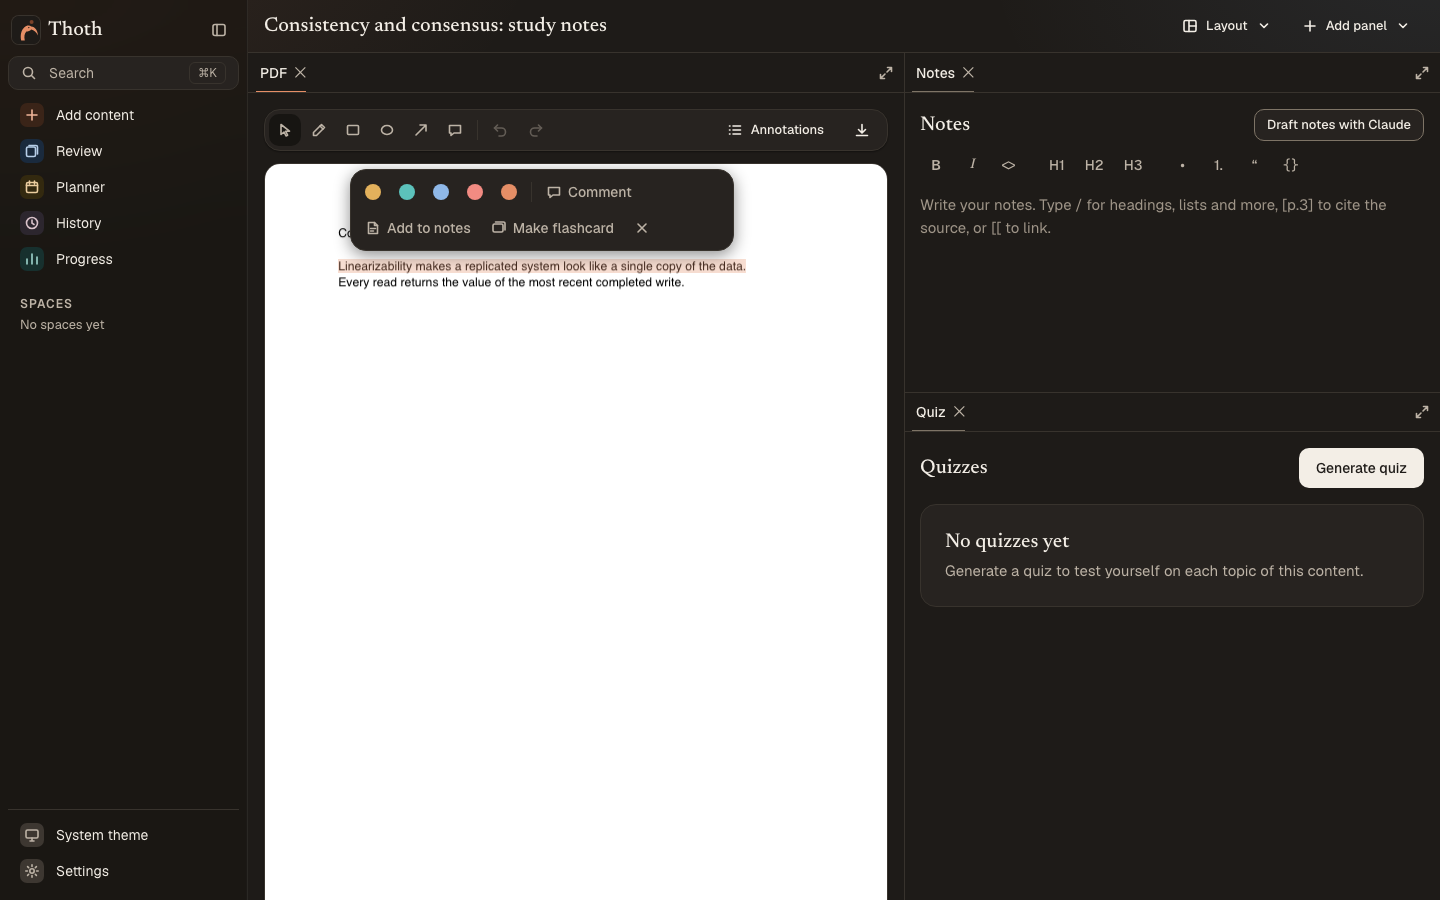 Thoth
Search ⌘K
Add content
Review
Planner
History
Progress
SPACES
No spaces yet
System theme
Settings
Consistency and consensus: study notes
Layout
Add panel
PDF
Annotations
Comment
Add to notes
Make flashcard
Linearizability makes a replicated system look like a single copy of the data.
Every read returns the value of the most recent completed write.
Notes
Notes
Draft notes with Claude
B I <> H1 H2 H3 • 1. “ {}
Write your notes. Type / for headings, lists and more, [p.3] to cite the
source, or [[ to link.
Quiz
Quizzes
Generate quiz
No quizzes yet
Generate a quiz to test yourself on each topic of this content.